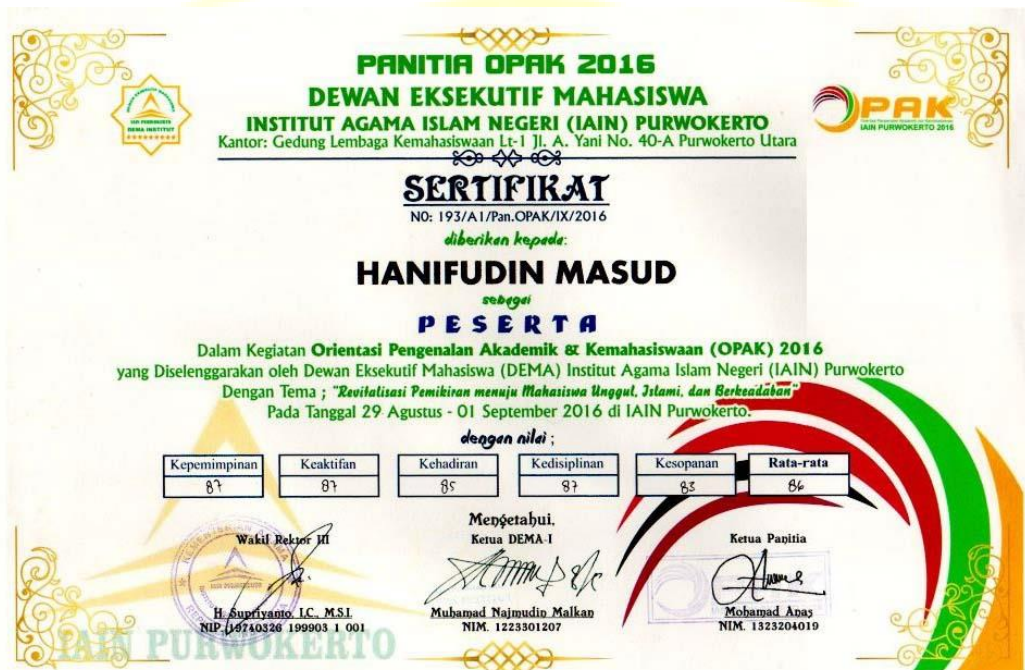 PANITIA OPAK 2016
DEWAN EKSEKUTIF MAHASISWA
INSTITUT AGAMA ISLAM NEGERI (IAIN) PURWOKERTO
Kantor: Gedung Lembaga Kemahasiswaan Lt-1 Jl. A. Yani No. 40-A Purwokerto Utara
IAIN PURWOKERTO
DEMA INSTITUT
OPAK
IAIN PURWOKERTO 2016
SERTIFIKAT
NO: 193/A1/Pan.OPAK/IX/2016
diberikan kepada:
HANIFUDIN MASUD
sebagai
PESERTA
Dalam Kegiatan Orientasi Pengenalan Akademik & Kemahasiswaan (OPAK) 2016
yang Diselenggarakan oleh Dewan Eksekutif Mahasiswa (DEMA) Institut Agama Islam Negeri (IAIN) Purwokerto
Dengan Tema ; "Revitalisasi Pemikiran menuju Mahasiswa Unggul, Islami, dan Berkeadaban"
Pada Tanggal 29 Agustus - 01 September 2016 di IAIN Purwokerto.
dengan nilai ;
Kepemimpinan Keaktifan Kehadiran Kedisiplinan Kesopanan Rata-rata
87 87 85 87 83 86
Mengetahui,
Wakil Rektor III Ketua DEMA-I Ketua Panitia
H. Supriyanto, LC., M.S.I. Muhamad Najmudin Malkan Mohamad Anas
NIP. 19740326 199903 1 001 NIM. 1223301207 NIM. 1323204019
IAIN PURWOKERTO